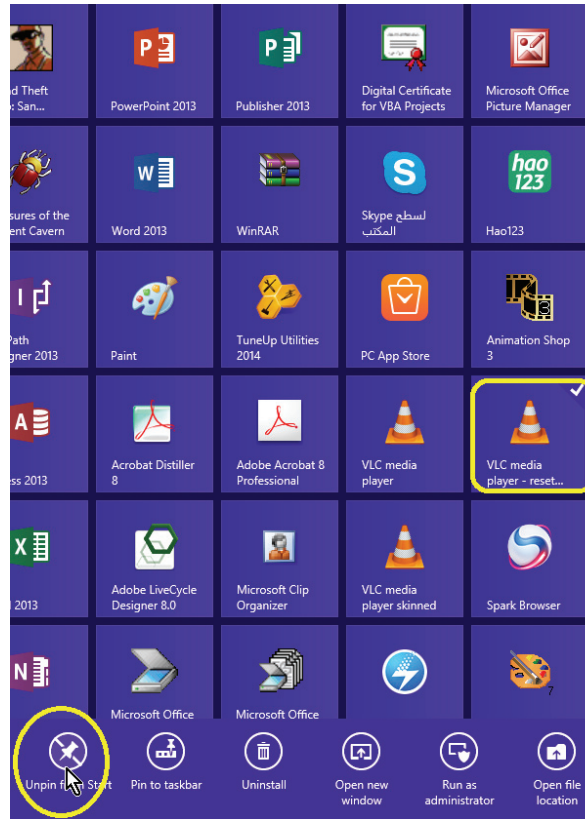 d Theft
: San...
PowerPoint 2013
Publisher 2013
Digital Certificate
for VBA Projects
Microsoft Office
Picture Manager
sures of the
ent Cavern
Word 2013
WinRAR
Skype لسطح
المكتب
hao
123
Hao123
Path
gner 2013
Paint
TuneUp Utilities
2014
PC App Store
Animation Shop
3
ess 2013
Acrobat Distiller
8
Adobe Acrobat 8
Professional
VLC media
player
VLC media
player - reset...
2013
Adobe LiveCycle
Designer 8.0
Microsoft Clip
Organizer
VLC media
player skinned
Spark Browser
Microsoft Office
Microsoft Office
7
Unpin Start
Pin to taskbar
Uninstall
Open new
window
Run as
administrator
Open file
location